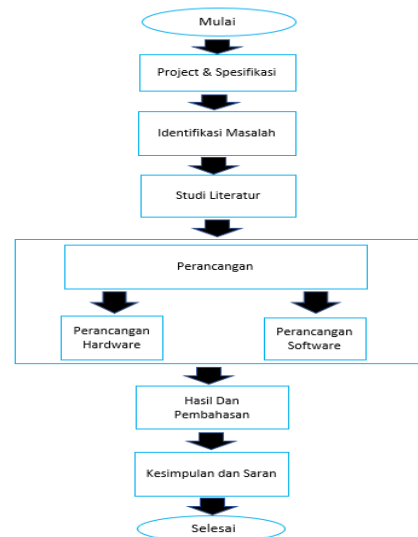 Mulai
Project & Spesifikasi
Identifikasi Masalah
Studi Literatur
Perancangan
Perancangan
Hardware
Perancangan
Software
Hasil Dan
Pembahasan
Kesimpulan dan Saran
Selesai